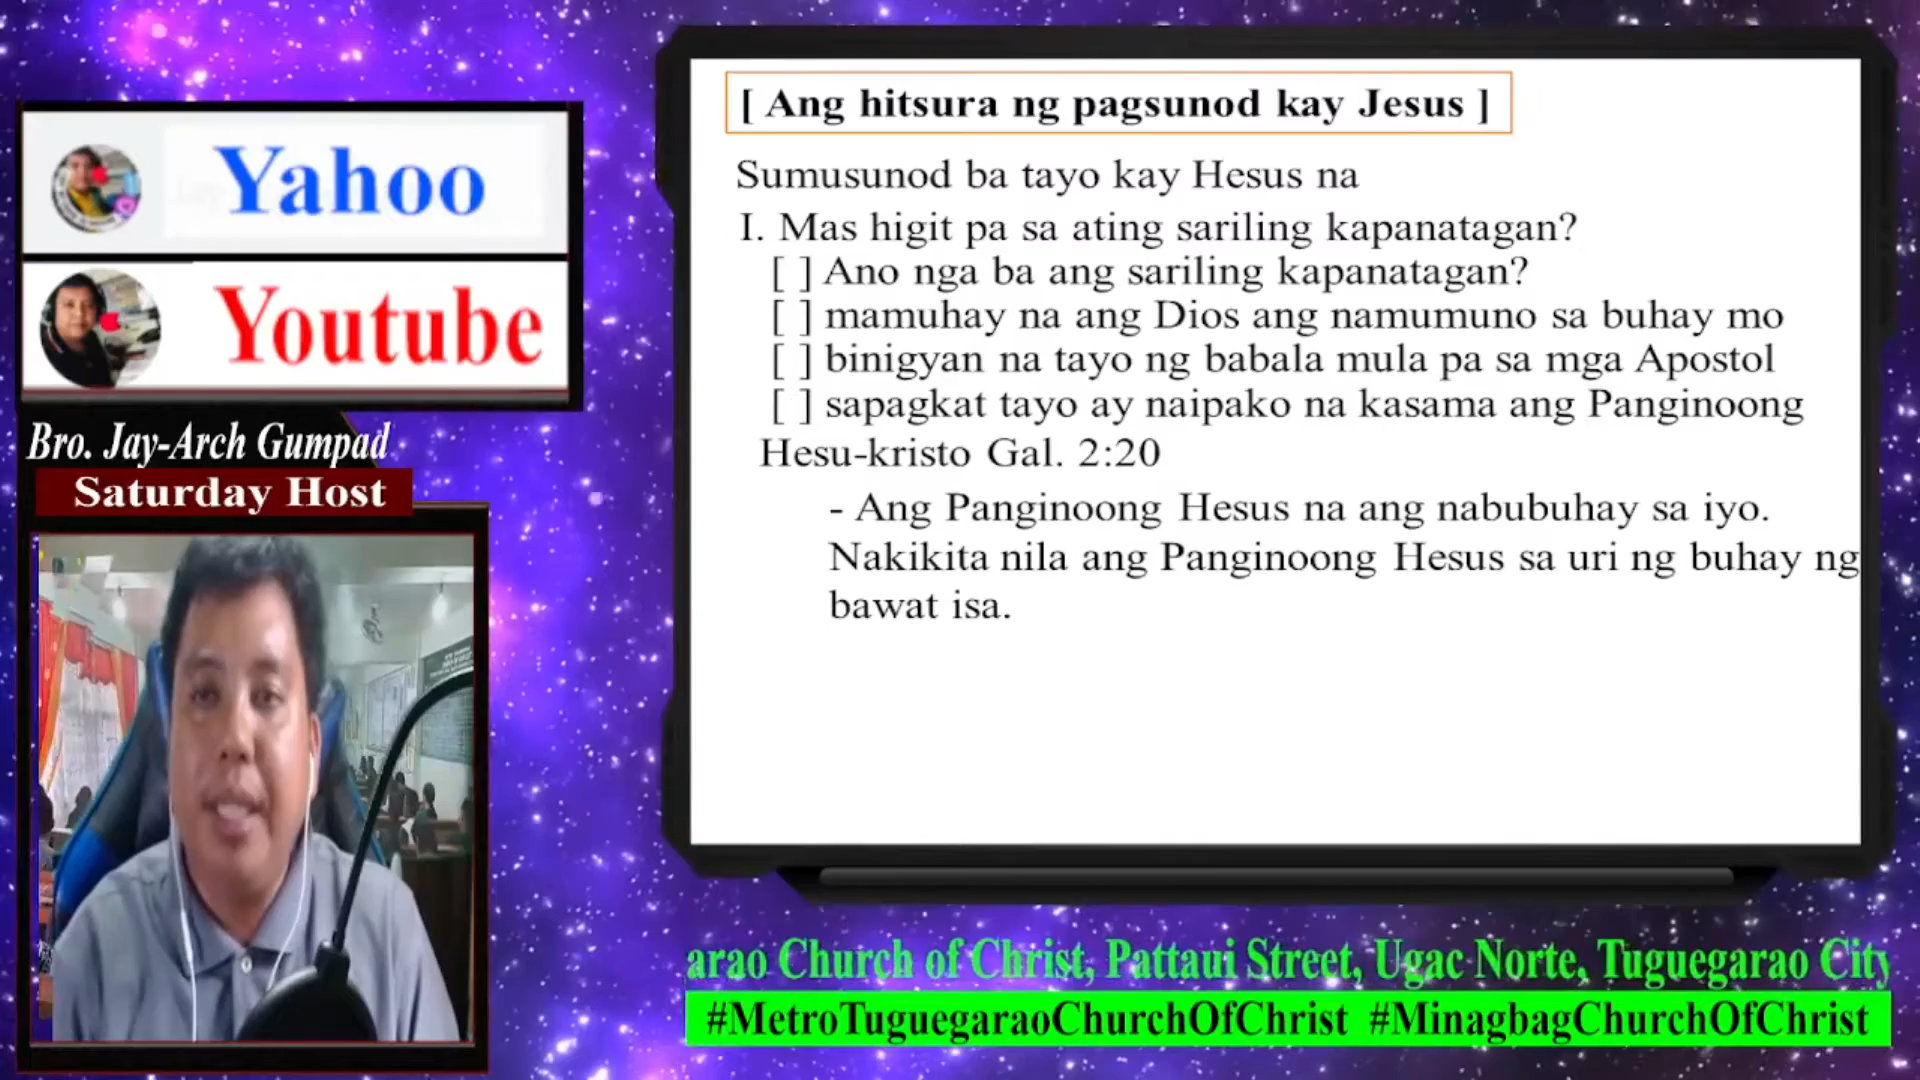 Yahoo
Youtube
Bro. Jay-Arch Gumpad
Saturday Host
[ Ang hitsura ng pagsunod kay Jesus ]
Sumusunod ba tayo kay Hesus na
I. Mas higit pa sa ating sariling kapanatagan?
[ ] Ano nga ba ang sariling kapanatagan?
[ ] mamuhay na ang Dios ang namumuno sa buhay mo
[ ] binigyan na tayo ng babala mula pa sa mga Apostol
[ ] sapagkat tayo ay naipako na kasama ang Panginoong
Hesu-kristo Gal. 2:20
- Ang Panginoong Hesus na ang nabubuhay sa iyo.
Nakikita nila ang Panginoong Hesus sa uri ng buhay ng
bawat isa.
arao Church of Christ, Pattaui Street, Ugac Norte, Tuguegarao City
#MetroTuguegaraoChurchOfChrist #MinagbagChurchOfChrist